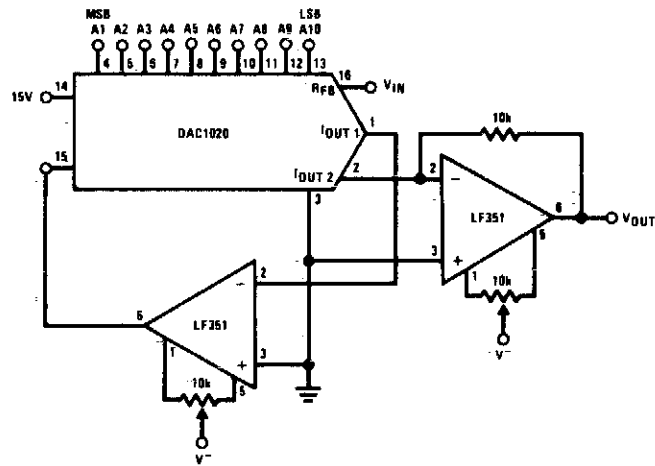 MSB LSB
A1 A2 A3 A4 A5 A6 A7 A8 A9 A10
4 5 6 7 8 9 10 11 12 13
14 16
15V RFB VIN
DAC1020
IOUT 1 1
15
IOUT 2 2
3
10k
2 −
LF351
6 VOUT
3 +
5
1
10k
V−
2 −
6
LF351
1
3 +
5
10k
V−